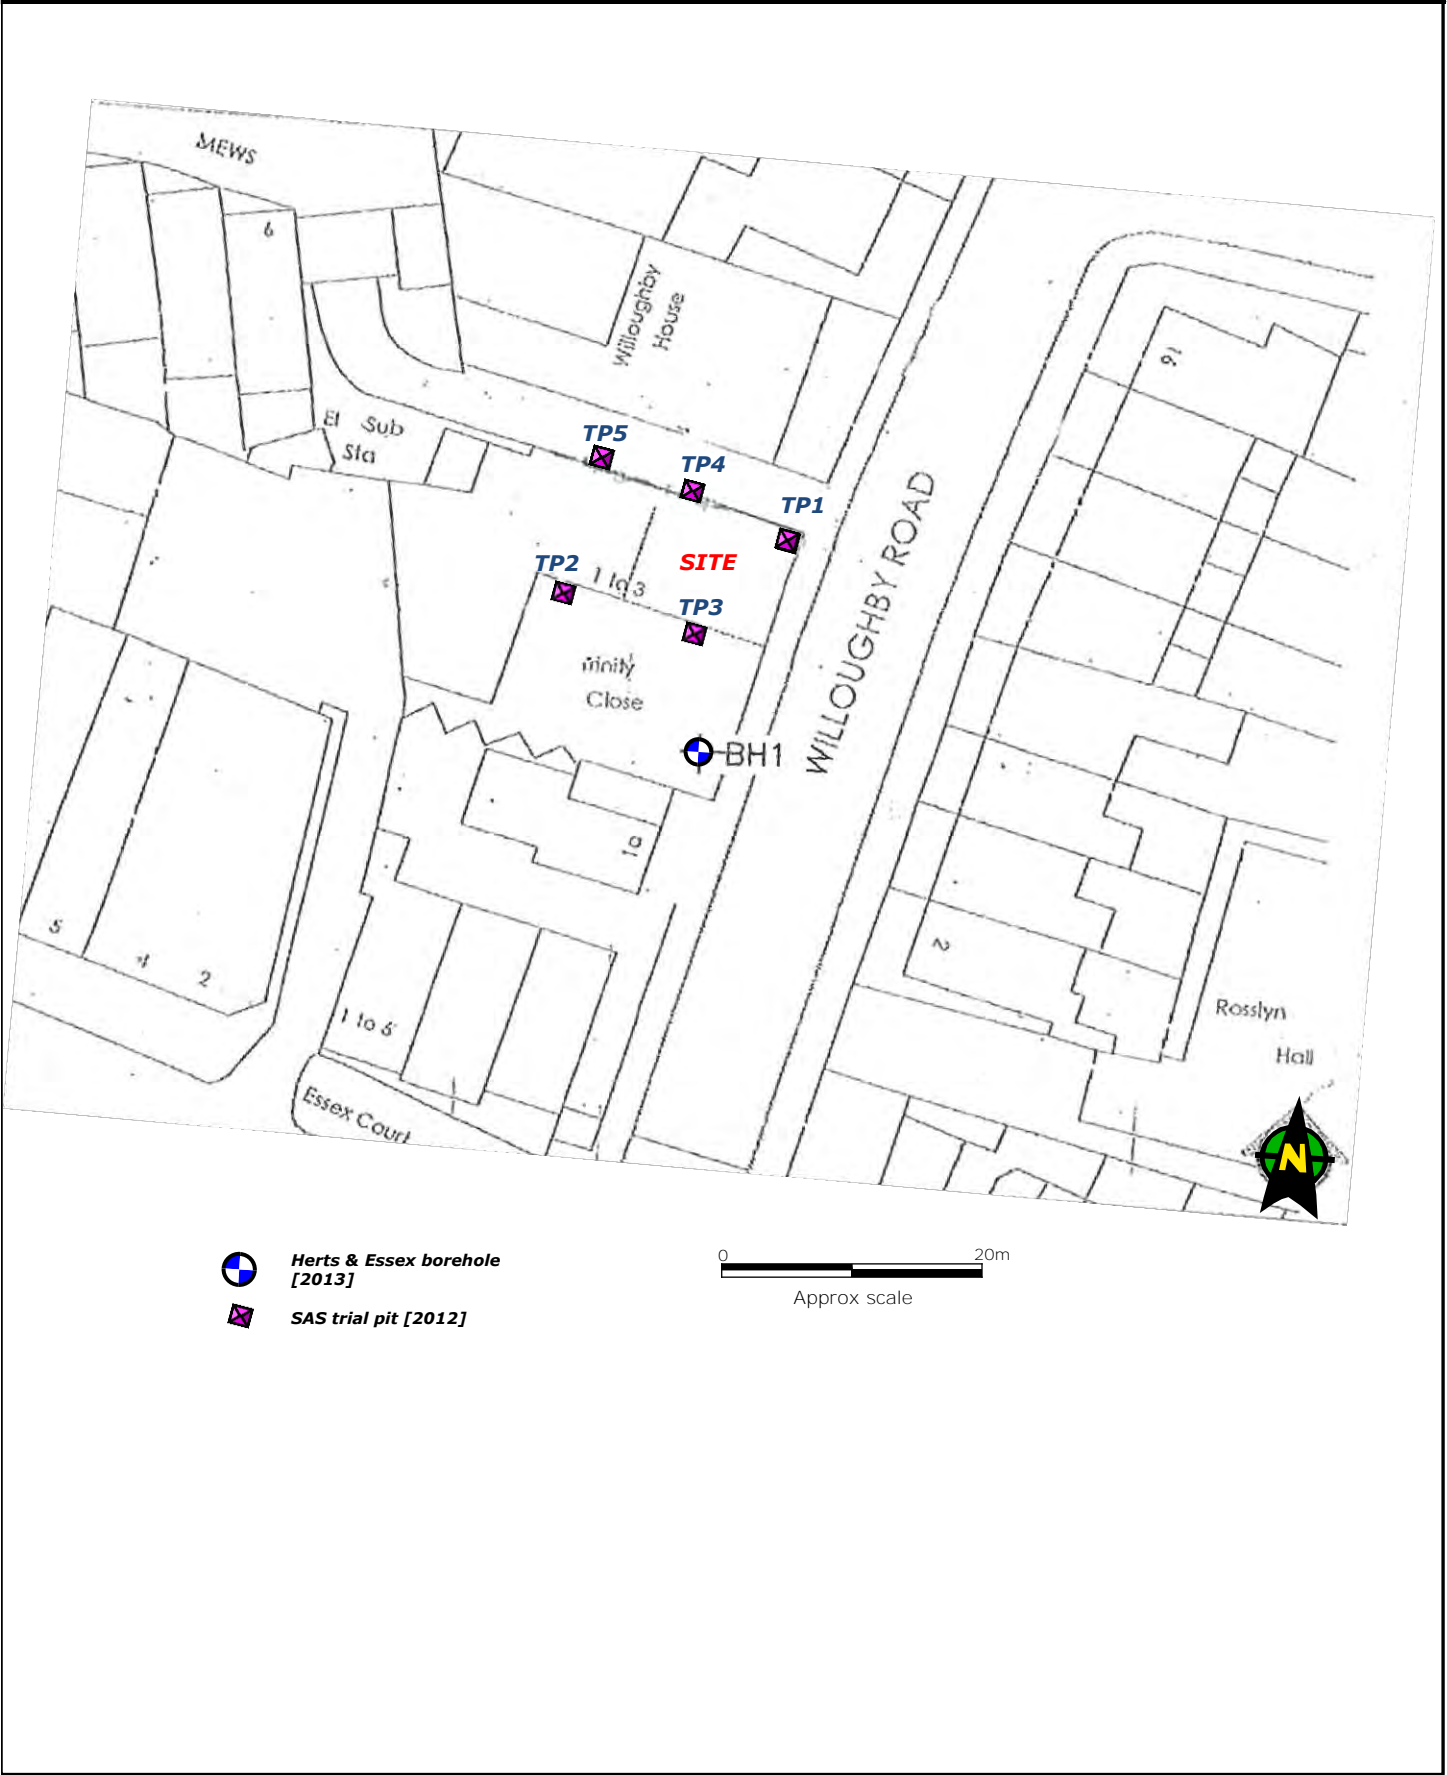 MEWS
6
Willoughby
House
16
El Sub
Sta
TP5
TP4
TP1
SITE
TP2
1 to 3
TP3
Trinity
Close
WILLOUGHBY ROAD
BH1
1a
5
4
2
2
1 to 6
Essex Court
Rosslyn
Hall
N
Herts & Essex borehole
[2013]
SAS trial pit [2012]
0
20m
Approx scale